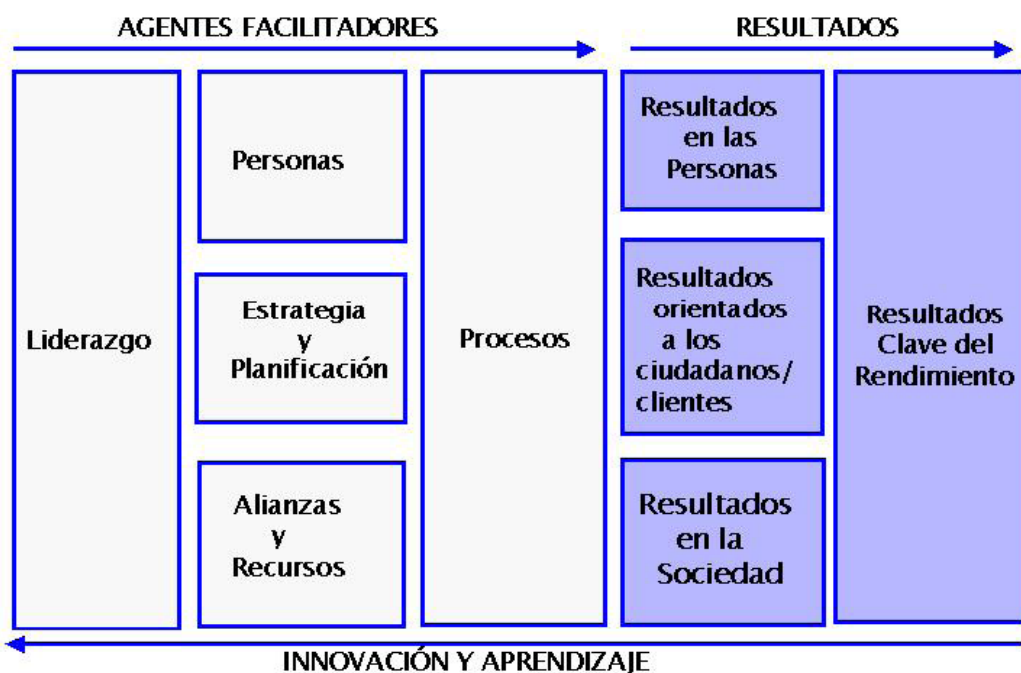 AGENTES FACILITADORES
RESULTADOS
Liderazgo
Personas
Estrategia
y
Planificación
Alianzas
y
Recursos
Procesos
Resultados
en las
Personas
Resultados
orientados
a los
ciudadanos/
clientes
Resultados
en la
Sociedad
Resultados
Clave del
Rendimiento
INNOVACIÓN Y APRENDIZAJE